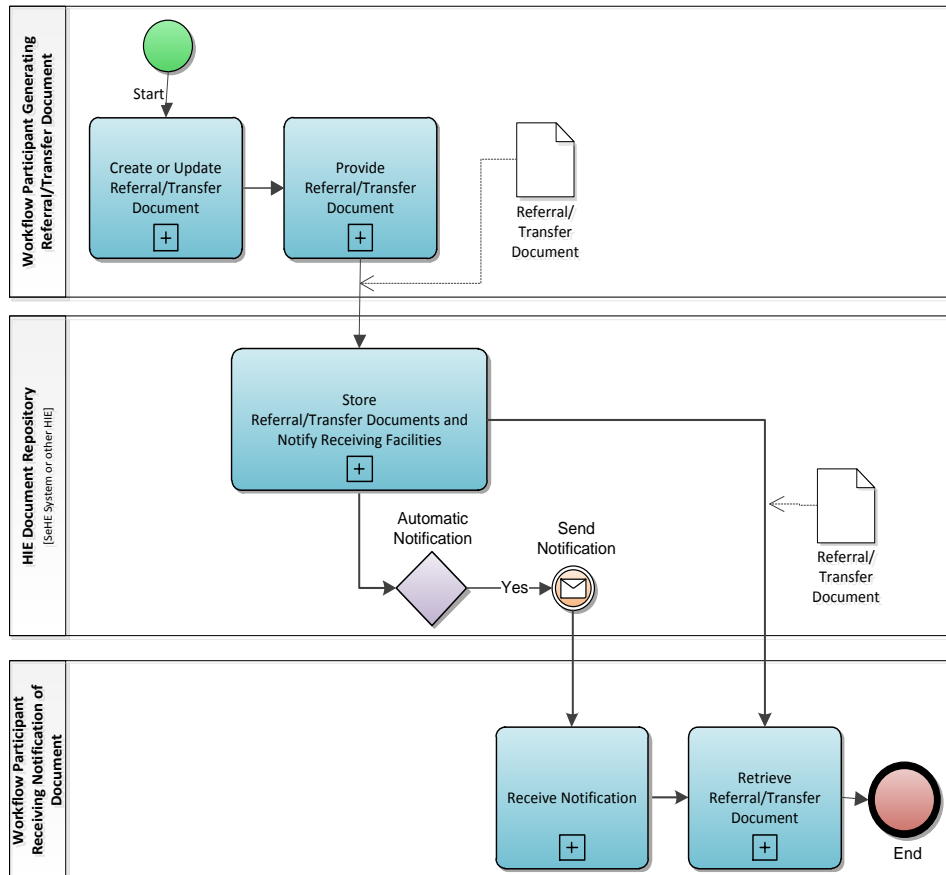 Workflow Participant Generating
Referral/Transfer Document
Start
Create or Update
Referral/Transfer
Document
Provide
Referral/Transfer
Document
Referral/
Transfer
Document
HIE Document Repository
[SeHE System or other HIE]
Store
Referral/Transfer Documents and
Notify Receiving Facilities
Automatic
Notification
Yes
Send
Notification
Referral/
Transfer
Document
Workflow Participant
Receiving Notification of
Document
Receive Notification
Retrieve
Referral/Transfer
Document
End